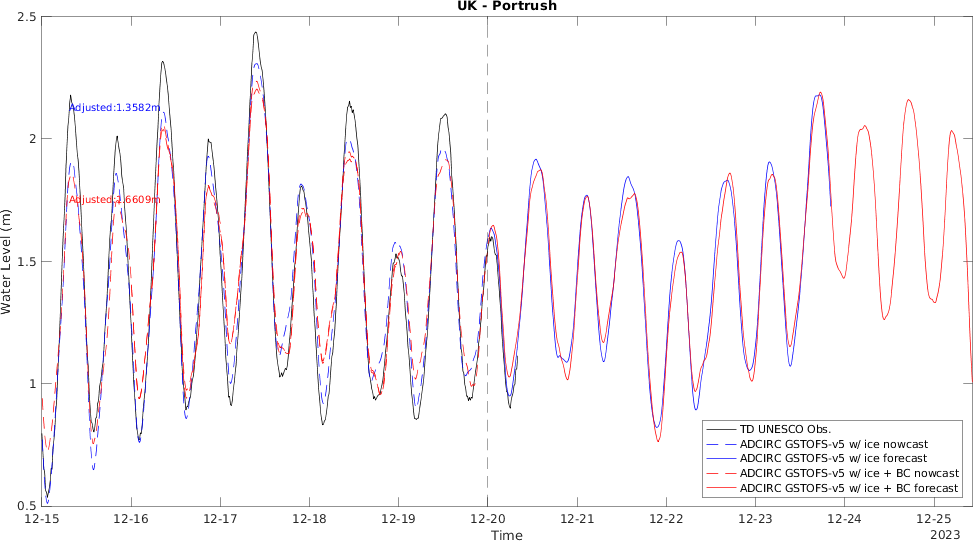 UK - Portrush
2.5
2
1.5
1
0.5
Water Level (m)
Adjusted:1.3582m
Adjusted:2.6609m
TD UNESCO Obs.
ADCIRC GSTOFS-v5 w/ ice nowcast
ADCIRC GSTOFS-v5 w/ ice forecast
ADCIRC GSTOFS-v5 w/ ice + BC nowcast
ADCIRC GSTOFS-v5 w/ ice + BC forecast
12-15 12-16 12-17 12-18 12-19 12-20 12-21 12-22 12-23 12-24 12-25
2023
Time